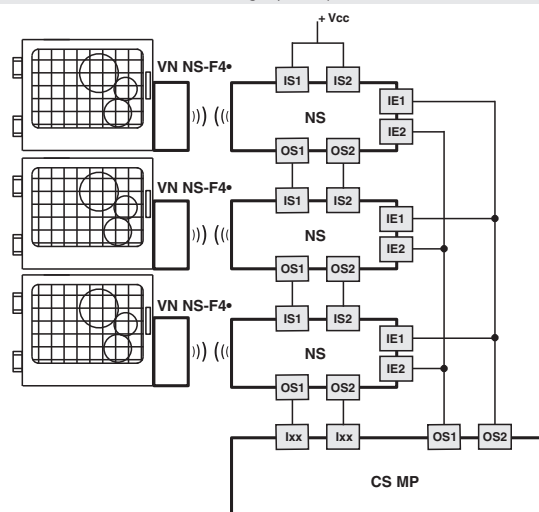 + Vcc
VN NS-F4•
IS1 IS2
IE1
NS
IE2
OS1 OS2
VN NS-F4•
IS1 IS2
IE1
NS
IE2
OS1 OS2
VN NS-F4•
IS1 IS2
IE1
NS
IE2
OS1 OS2
Ixx Ixx OS1 OS2
CS MP